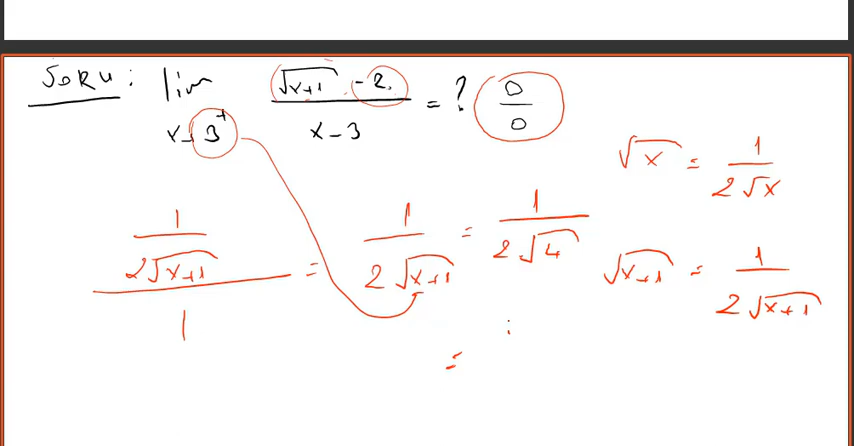 SORU: lim √x+1 - 2 / x-3 = ? 0/0
x→3⁺
√x = 1 / 2√x
1 / 2√x+1 / 1 = 1 / 2√x+1 = 1 / 2√4
√x+1 = 1 / 2√x+1
=